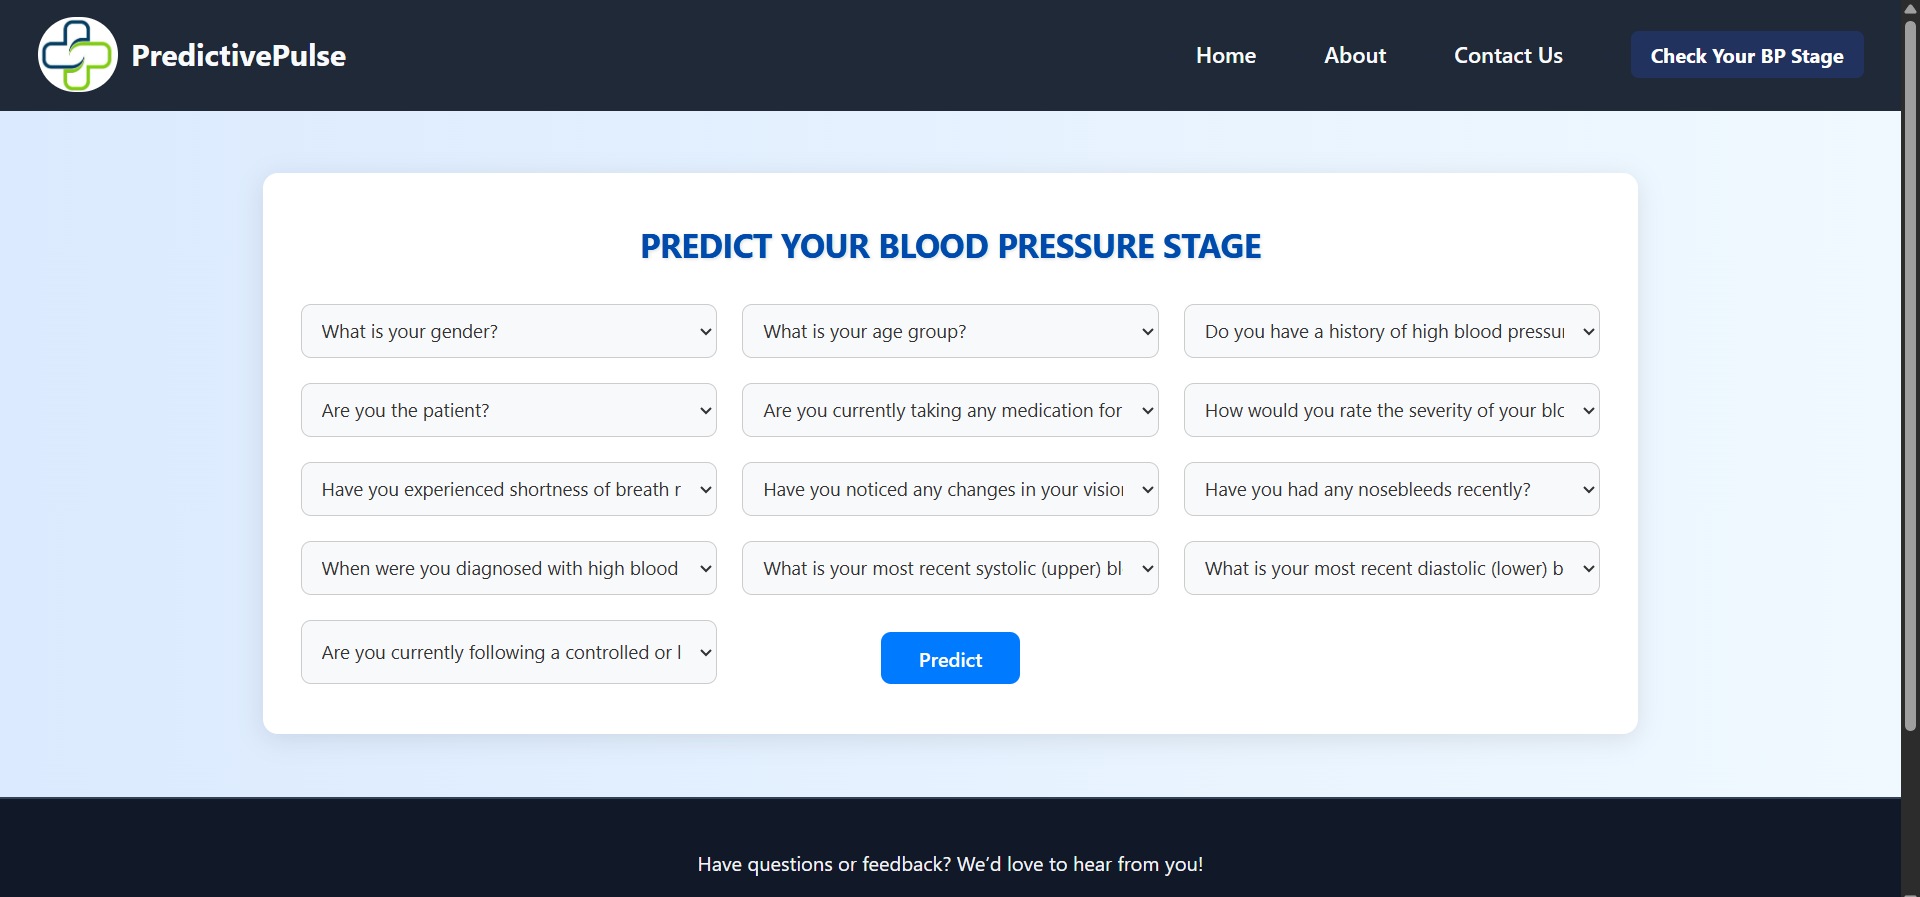 PredictivePulse
Home
About
Contact Us
Check Your BP Stage
PREDICT YOUR BLOOD PRESSURE STAGE
What is your gender?
What is your age group?
Do you have a history of high blood pressur
Are you the patient?
Are you currently taking any medication for
How would you rate the severity of your blo
Have you experienced shortness of breath r
Have you noticed any changes in your vision
Have you had any nosebleeds recently?
When were you diagnosed with high blood
What is your most recent systolic (upper) bl
What is your most recent diastolic (lower) b
Are you currently following a controlled or l
Predict
Have questions or feedback? We’d love to hear from you!